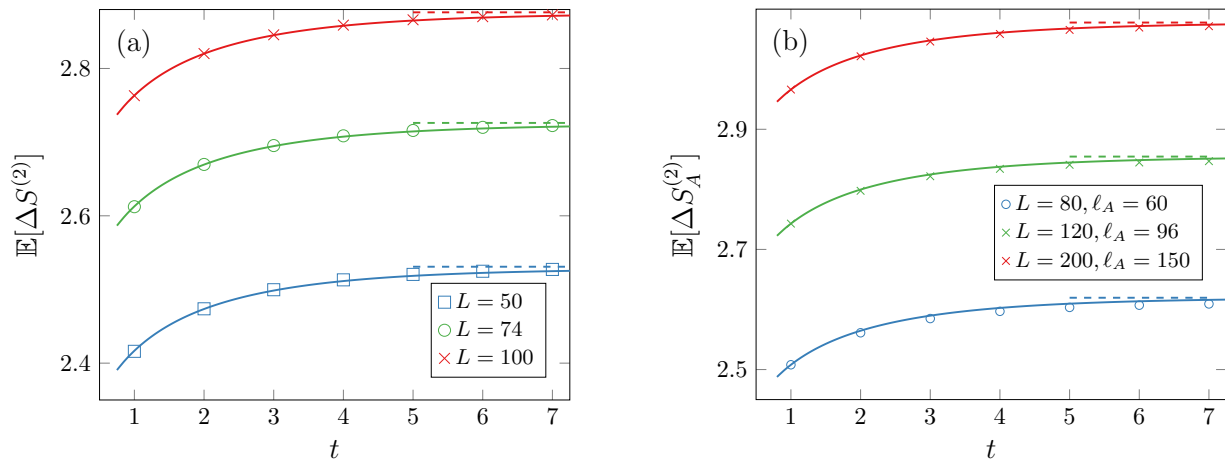 (a)
𝔼[ΔS^{(2)}]
2.8
2.6
2.4
L = 50
L = 74
L = 100
1 2 3 4 5 6 7
t
(b)
𝔼[ΔS_A^{(2)}]
2.9
2.7
2.5
L = 80, ℓ_A = 60
L = 120, ℓ_A = 96
L = 200, ℓ_A = 150
1 2 3 4 5 6 7
t